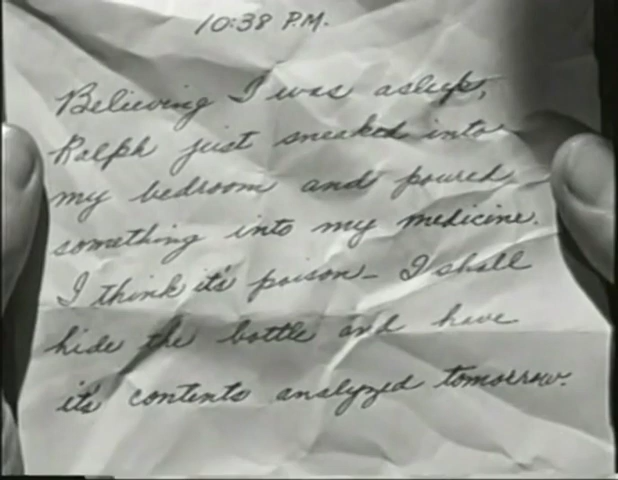 10:38 P.M.
Believing I was asleep,
Ralph just sneaked into
my bedroom and poured
something into my medicine.
I think it's poison - I shall
hide the bottle and have
it's contents analyzed tomorrow.